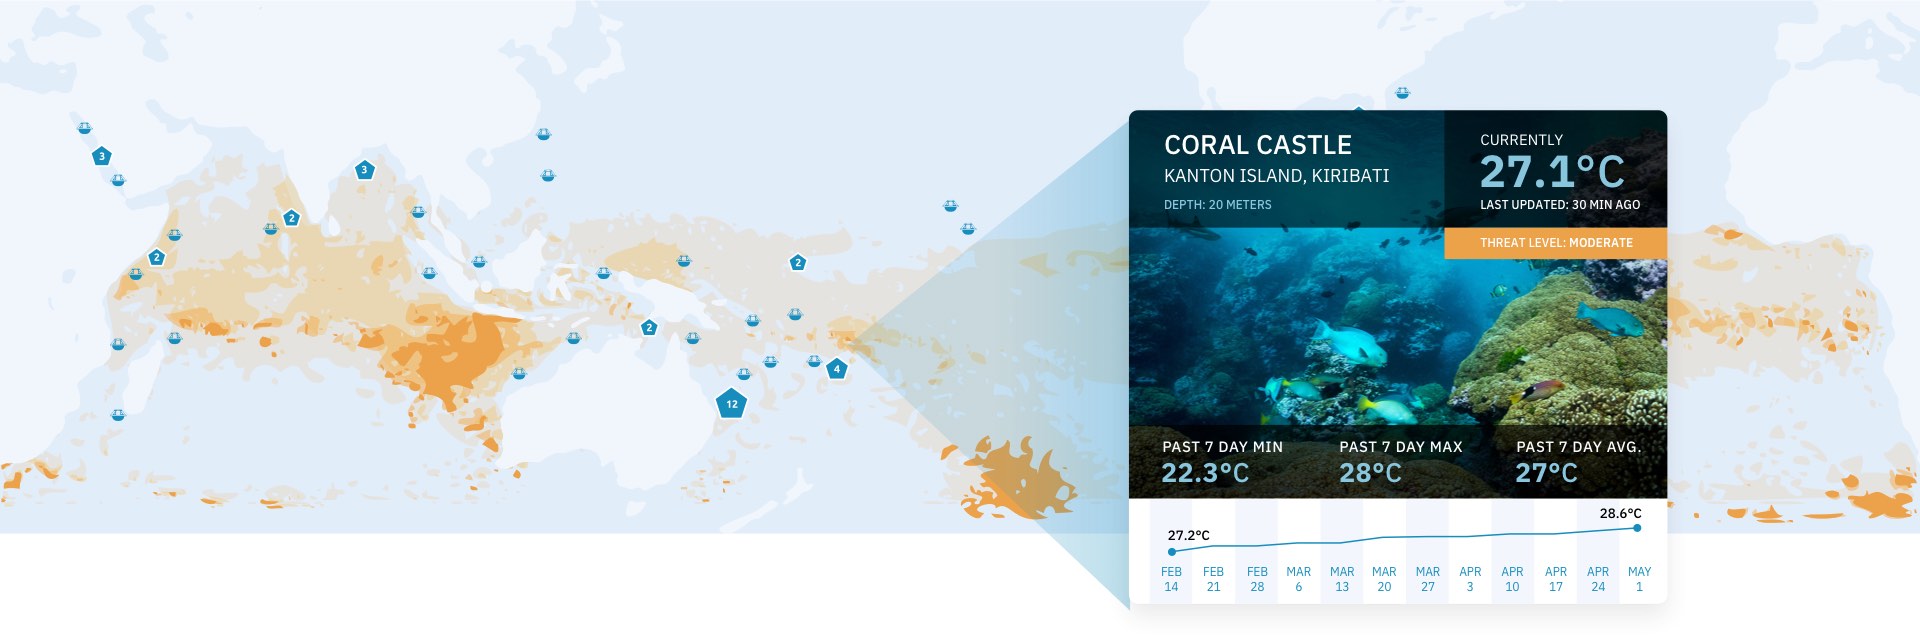 3
3
2
2
2
2
4
12
CORAL CASTLE
KANTON ISLAND, KIRIBATI
DEPTH: 20 METERS
CURRENTLY
27.1°C
LAST UPDATED: 30 MIN AGO
THREAT LEVEL: MODERATE
PAST 7 DAY MIN
22.3°C
PAST 7 DAY MAX
28°C
PAST 7 DAY AVG.
27°C
27.2°C
28.6°C
FEB 14
FEB 21
FEB 28
MAR 6
MAR 13
MAR 20
MAR 27
APR 3
APR 10
APR 17
APR 24
MAY 1